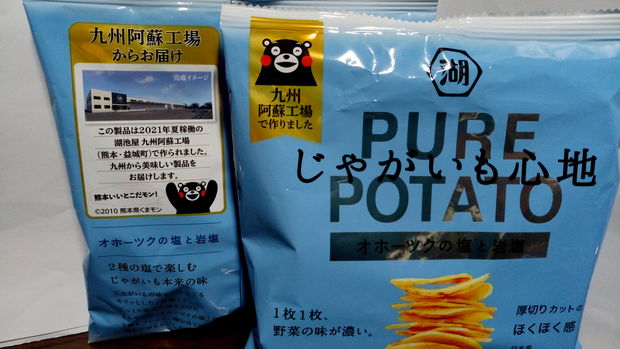 九州阿蘇工場
からお届け
完成イメージ
この製品は2021年夏稼働の
湖池屋 九州阿蘇工場
(熊本・益城町)で作られました。
九州から美味しい製品を
お届けします。
熊本いいとこだモン!
©2010 熊本県くまモン
オホーツクの塩と岩塩
2種の塩で楽しむ
じゃがいも本来の味
九州
阿蘇工場
で作りました
湖
PURE
じゃがいも心地
POTATO
オホーツクの塩と岩塩
1枚1枚、
野菜の味が濃い。
厚切りカットの
ほくほく感